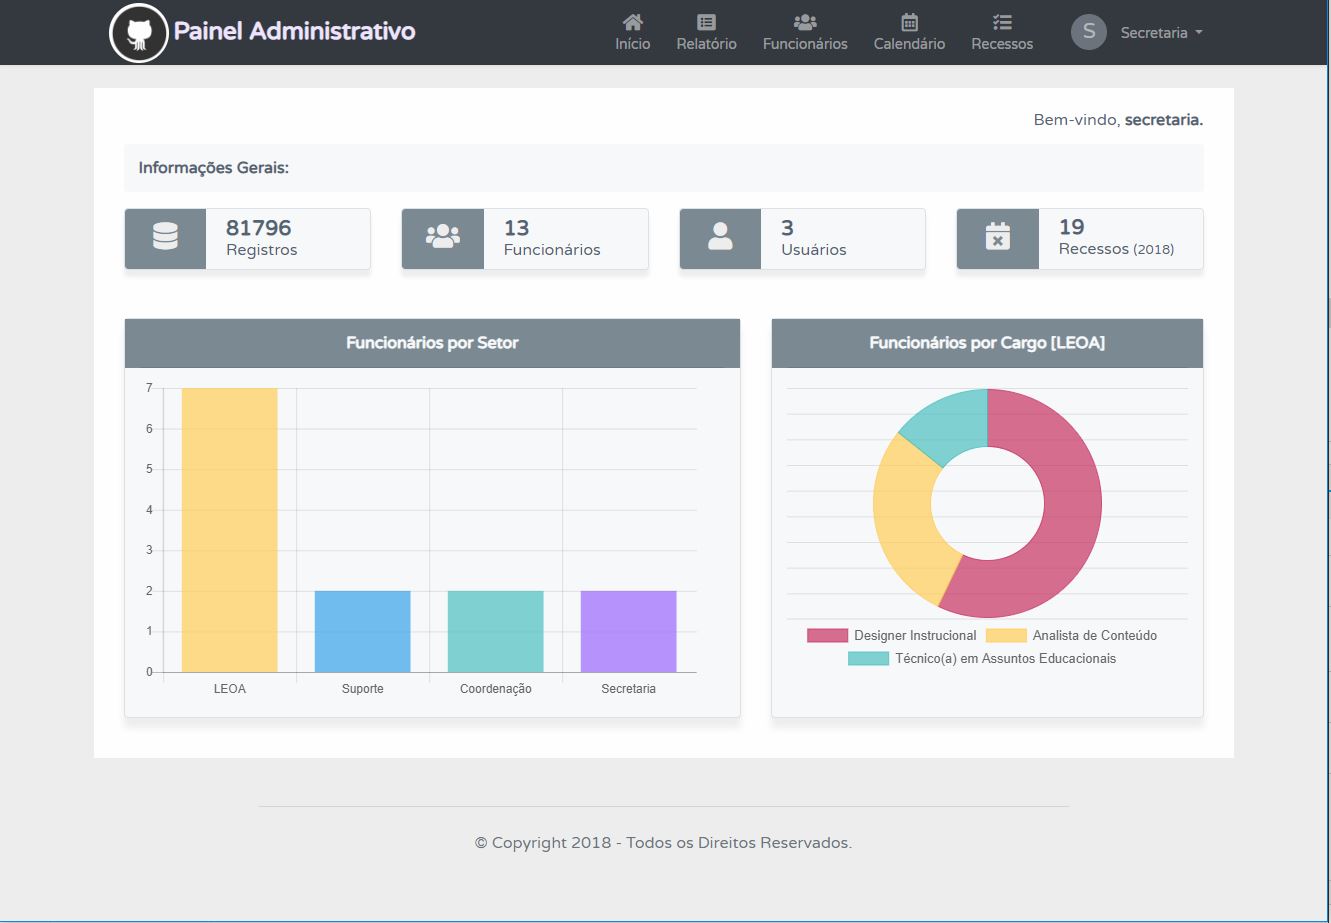 Painel Administrativo
Início
Relatório
Funcionários
Calendário
Recessos
S
Secretaria
Bem-vindo, secretaria.
Informações Gerais:
81796
Registros
13
Funcionários
3
Usuários
19
Recessos (2018)
Funcionários por Setor
7
6
5
4
3
2
1
0
LEOA
Suporte
Coordenação
Secretaria
Funcionários por Cargo [LEOA]
Designer Instrucional
Analista de Conteúdo
Técnico(a) em Assuntos Educacionais
© Copyright 2018 - Todos os Direitos Reservados.